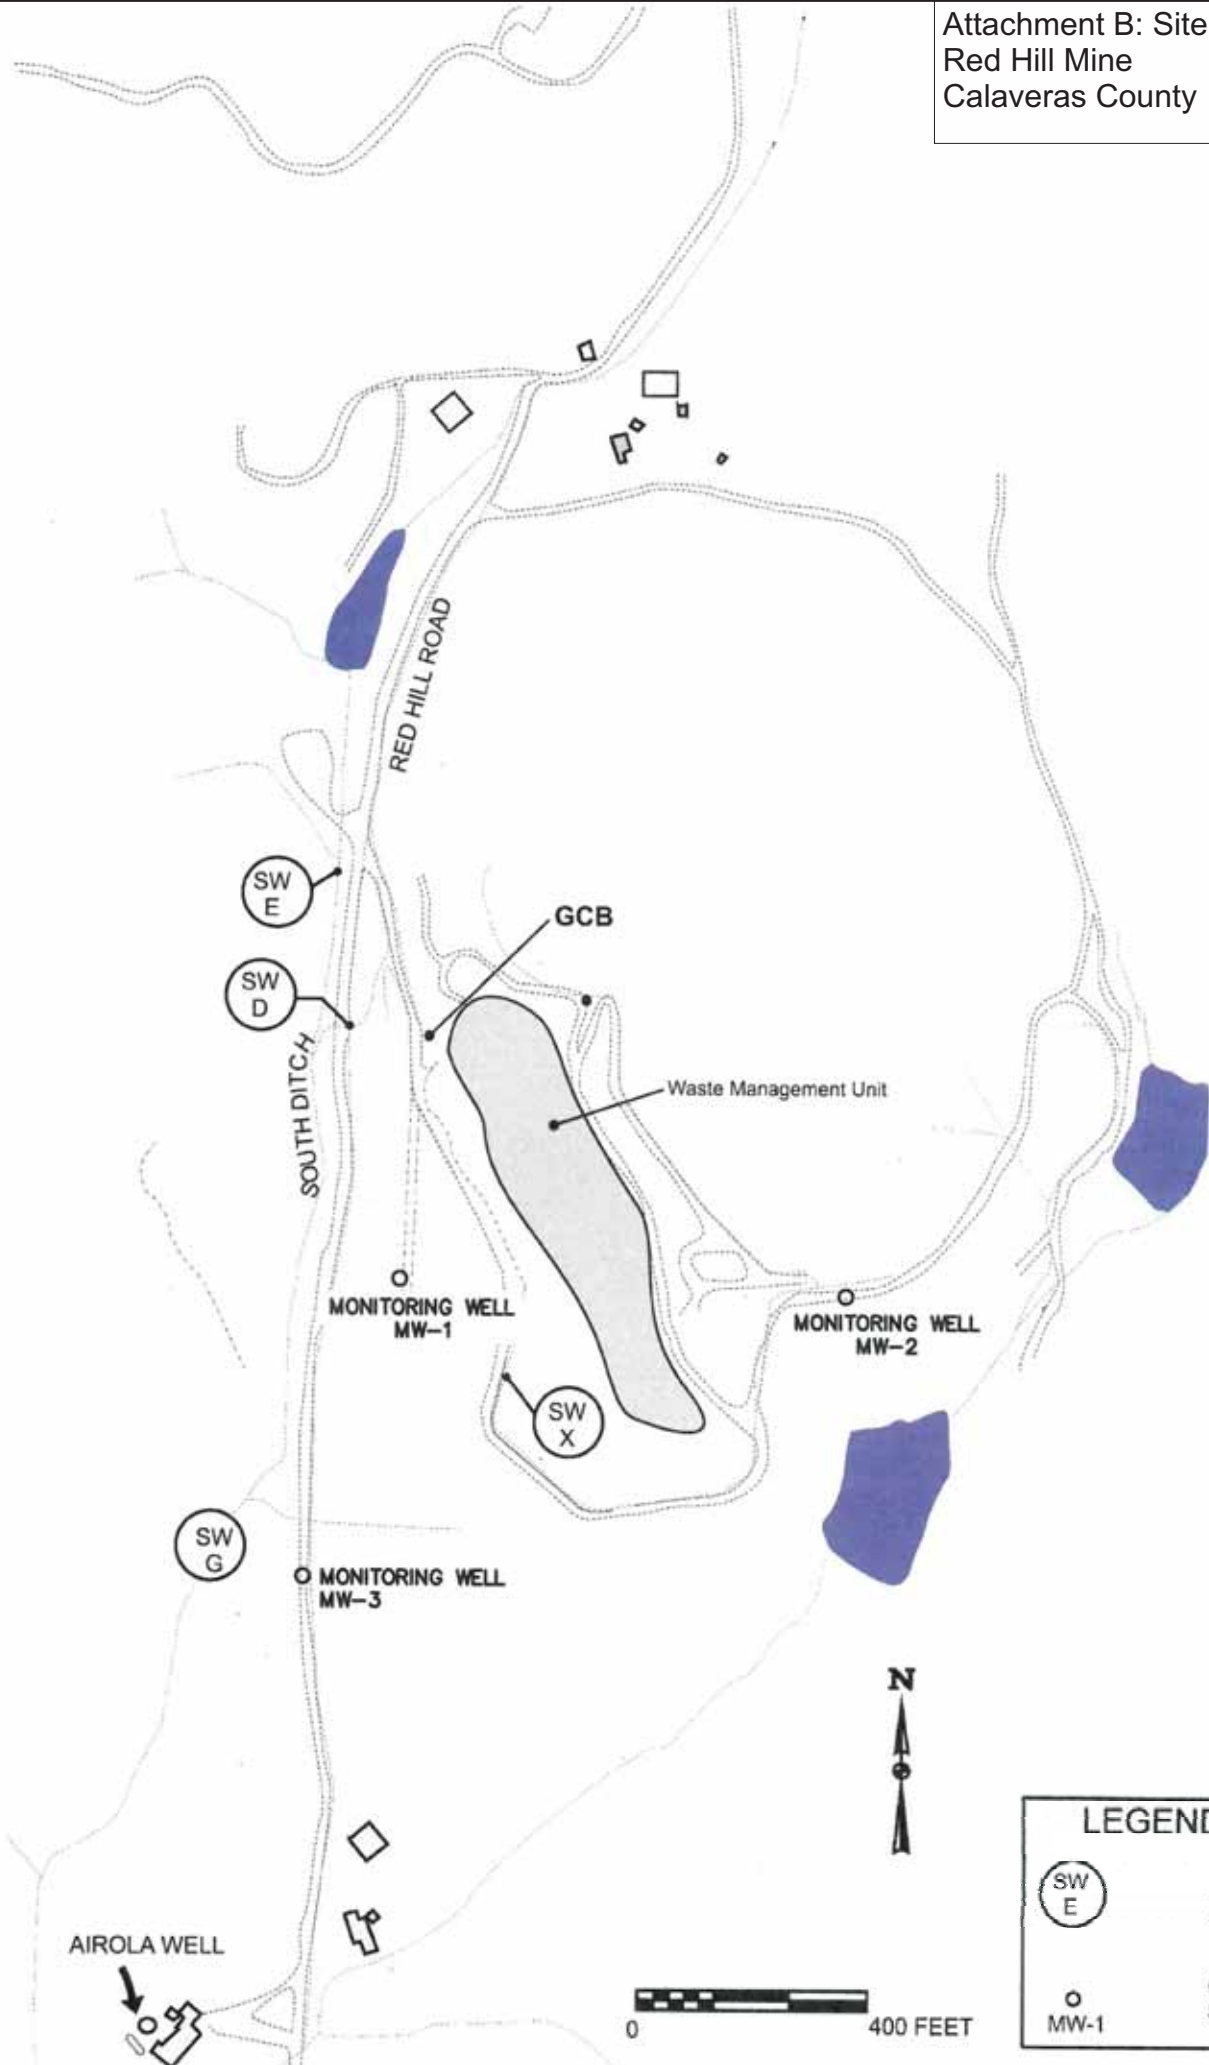 Attachment B: Site
Red Hill Mine
Calaveras County
RED HILL ROAD
SW
E
GCB
SW
D
SOUTH DITCH
Waste Management Unit
MONITORING WELL
MW-1
MONITORING WELL
MW-2
SW
X
SW
G
MONITORING WELL
MW-3
N
LEGEND
SW
E
AIROLA WELL
0
400 FEET
MW-1